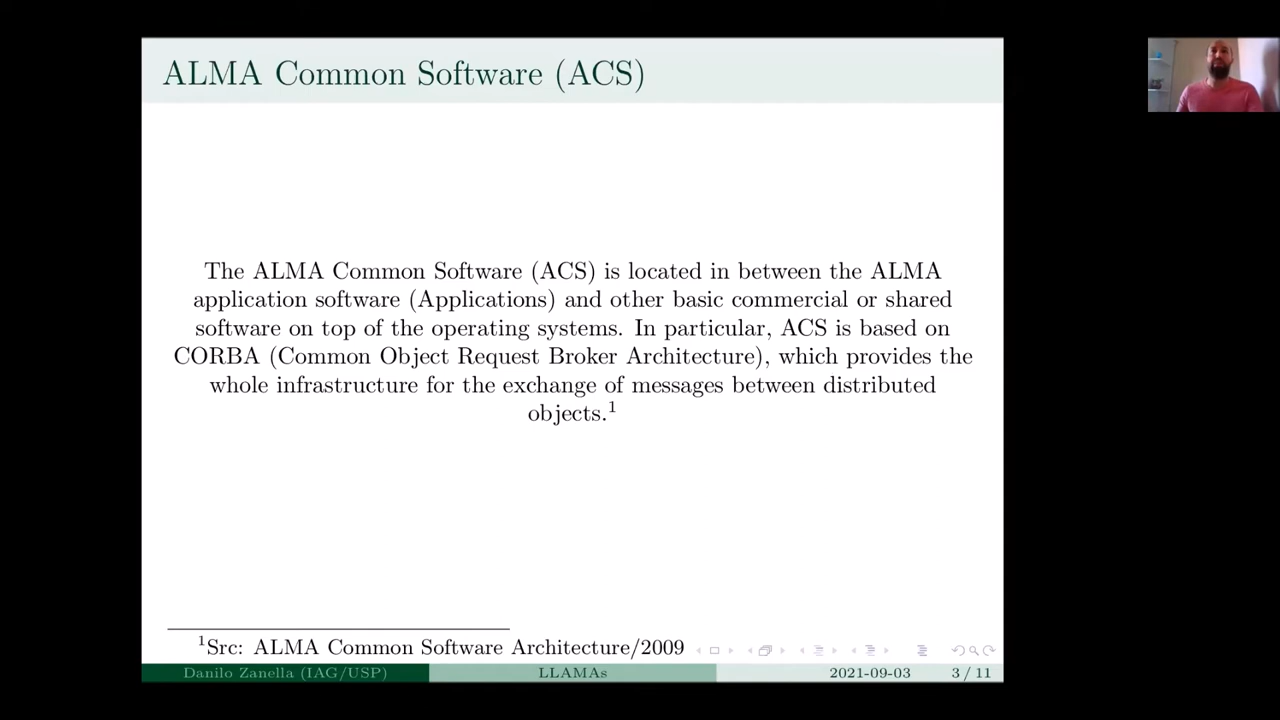 ALMA Common Software (ACS)
The ALMA Common Software (ACS) is located in between the ALMA
application software (Applications) and other basic commercial or shared
software on top of the operating systems. In particular, ACS is based on
CORBA (Common Object Request Broker Architecture), which provides the
whole infrastructure for the exchange of messages between distributed
objects.1
1Src: ALMA Common Software Architecture/2009
Danilo Zanella (IAG/USP) LLAMAs 2021-09-03 3 / 11